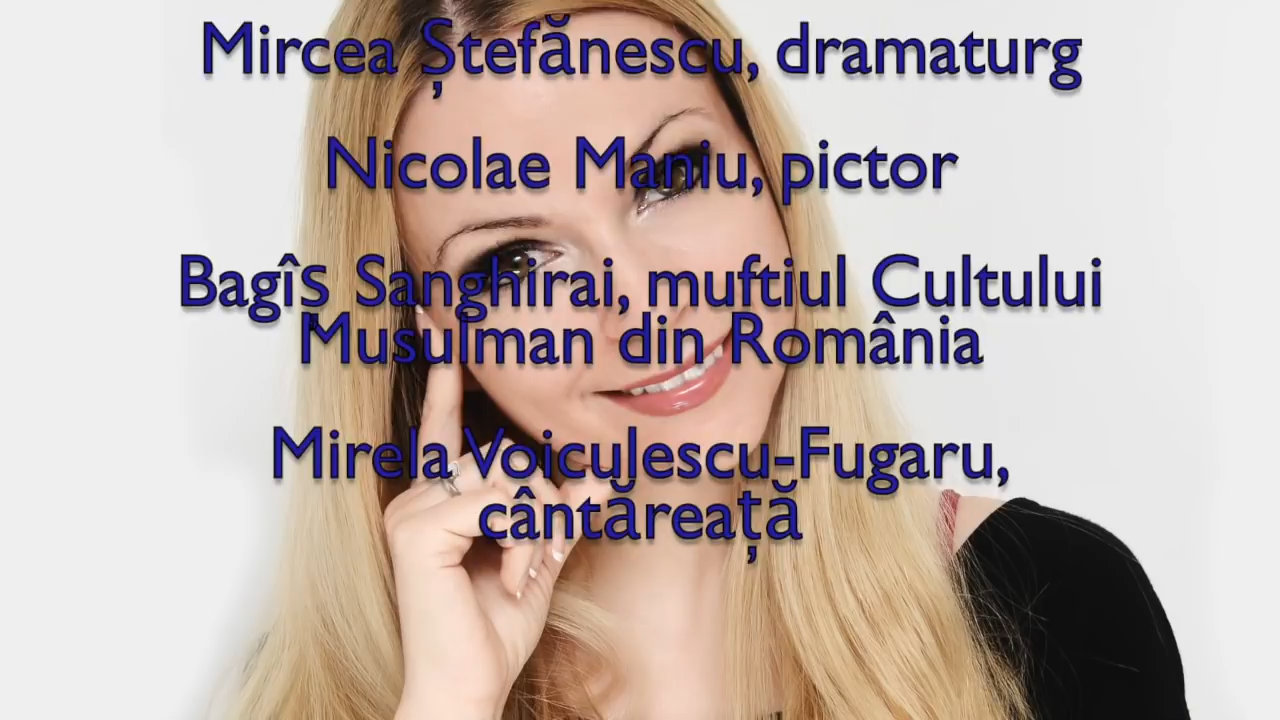 Mircea Ștefănescu, dramaturg
Nicolae Maniu, pictor
Bagîș Sanghirai, muftiul Cultului
Musulman din România
Mirela Voiculescu-Fugaru,
cântăreață